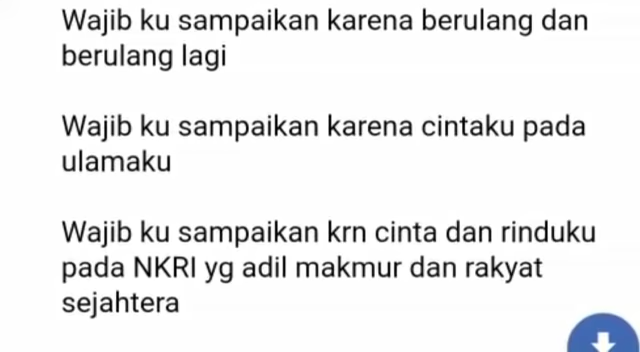 Wajib ku sampaikan karena berulang dan
berulang lagi
Wajib ku sampaikan karena cintaku pada
ulamaku
Wajib ku sampaikan krn cinta dan rinduku
pada NKRI yg adil makmur dan rakyat
sejahtera